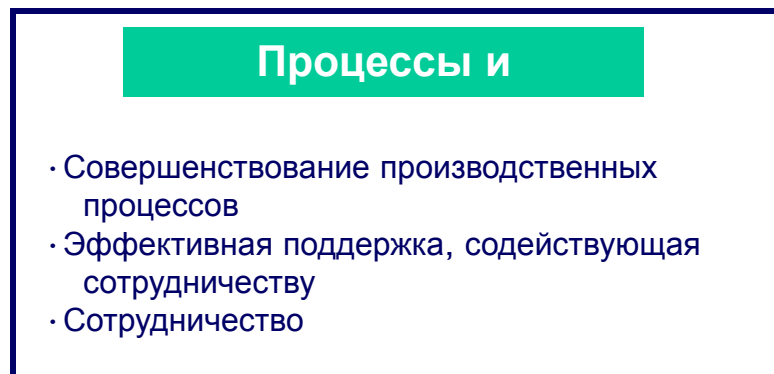 Процессы и
· Совершенствование производственных
процессов
· Эффективная поддержка, содействующая
сотрудничеству
· Сотрудничество